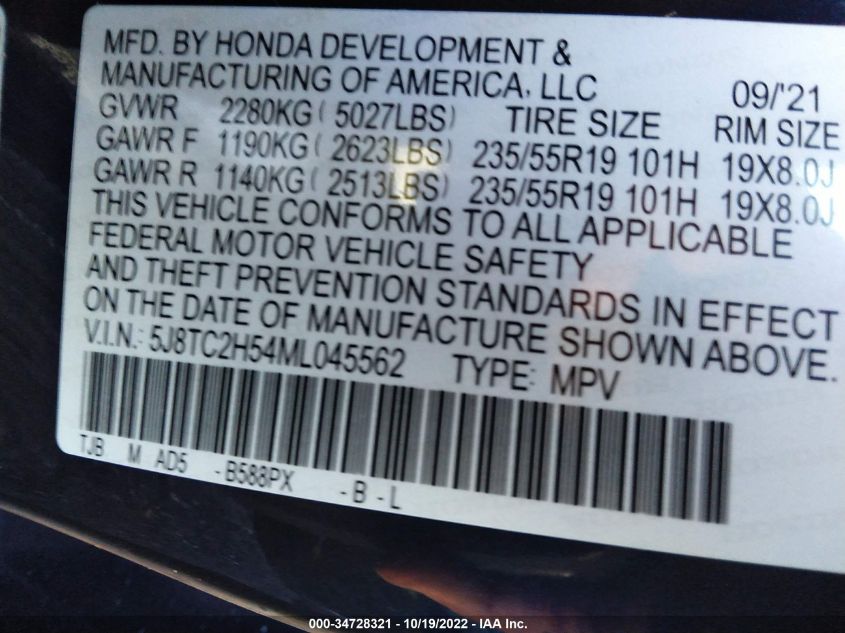 MFD. BY HONDA DEVELOPMENT &
MANUFACTURING OF AMERICA, LLC 09/'21
GVWR 2280KG ( 5027LBS) TIRE SIZE RIM SIZE
GAWR F 1190KG ( 2623LBS) 235/55R19 101H 19X8.0J
GAWR R 1140KG ( 2513LBS) 235/55R19 101H 19X8.0J
THIS VEHICLE CONFORMS TO ALL APPLICABLE
FEDERAL MOTOR VEHICLE SAFETY
AND THEFT PREVENTION STANDARDS IN EFFECT
ON THE DATE OF MANUFACTURE SHOWN ABOVE.
V.I.N.: 5J8TC2H54ML045562 TYPE: MPV
TJB M AD5 - B588PX - B - L
000-34728321 - 10/19/2022 - IAA Inc.